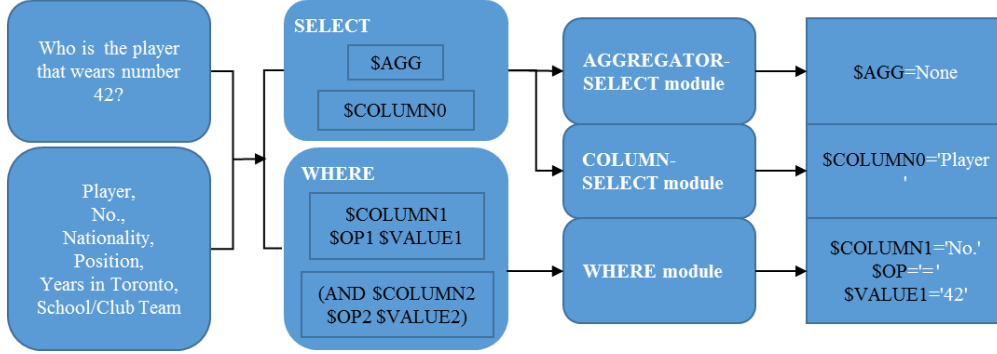 Who is the player
that wears number
42?
Player,
No.,
Nationality,
Position,
Years in Toronto,
School/Club Team
SELECT
$AGG
$COLUMN0
WHERE
$COLUMN1
$OP1 $VALUE1
(AND $COLUMN2
$OP2 $VALUE2)
AGGREGATOR-
SELECT module
COLUMN-
SELECT module
WHERE module
$AGG=None
$COLUMN0='Player
'
$COLUMN1='No.'
$OP='='
$VALUE1='42'